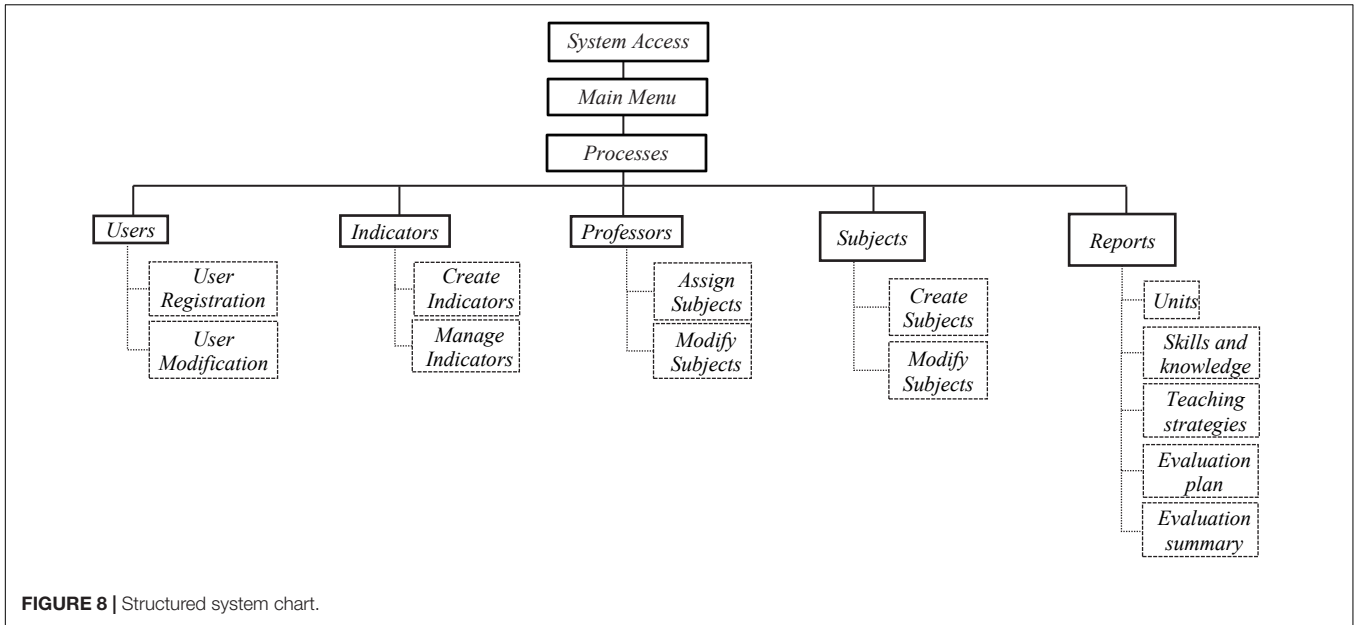 System Access
Main Menu
Processes
Users
User
Registration
User
Modification
Indicators
Create
Indicators
Manage
Indicators
Professors
Assign
Subjects
Modify
Subjects
Subjects
Create
Subjects
Modify
Subjects
Reports
Units
Skills and
knowledge
Teaching
strategies
Evaluation
plan
Evaluation
summary
FIGURE 8 | Structured system chart.